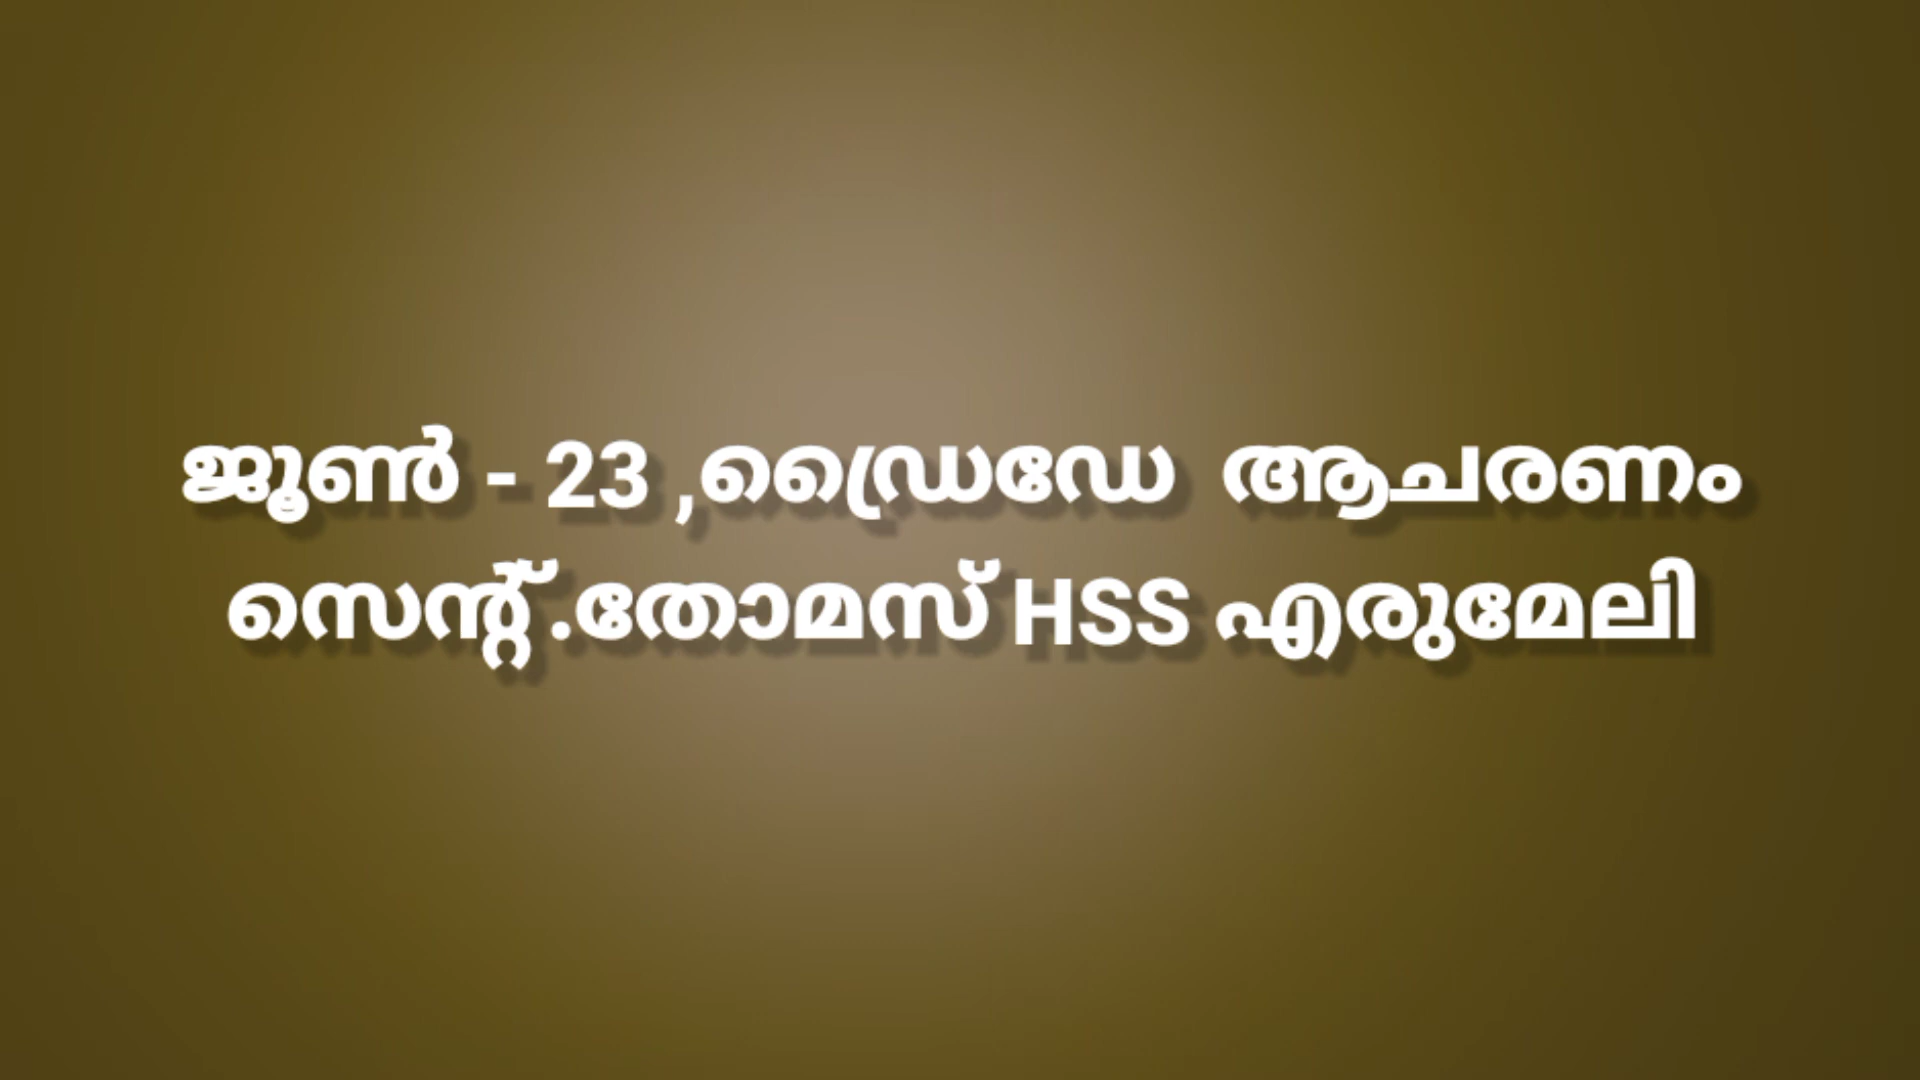 ജൂൺ - 23 ,ഡ്രൈഡേ  ആചരണം
സെന്റ് .തോമസ് HSS എരുമേലി